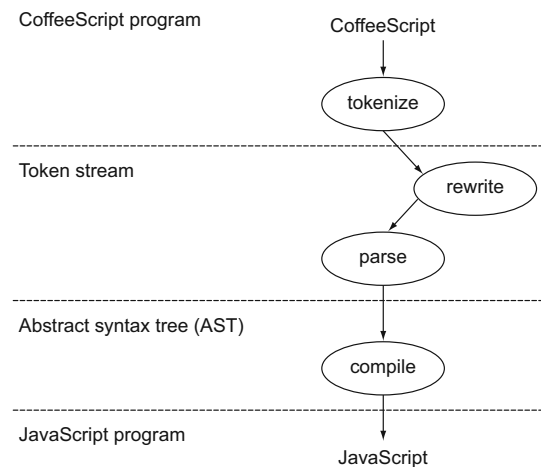 CoffeeScript program
CoffeeScript
tokenize
Token stream
rewrite
parse
Abstract syntax tree (AST)
compile
JavaScript program
JavaScript